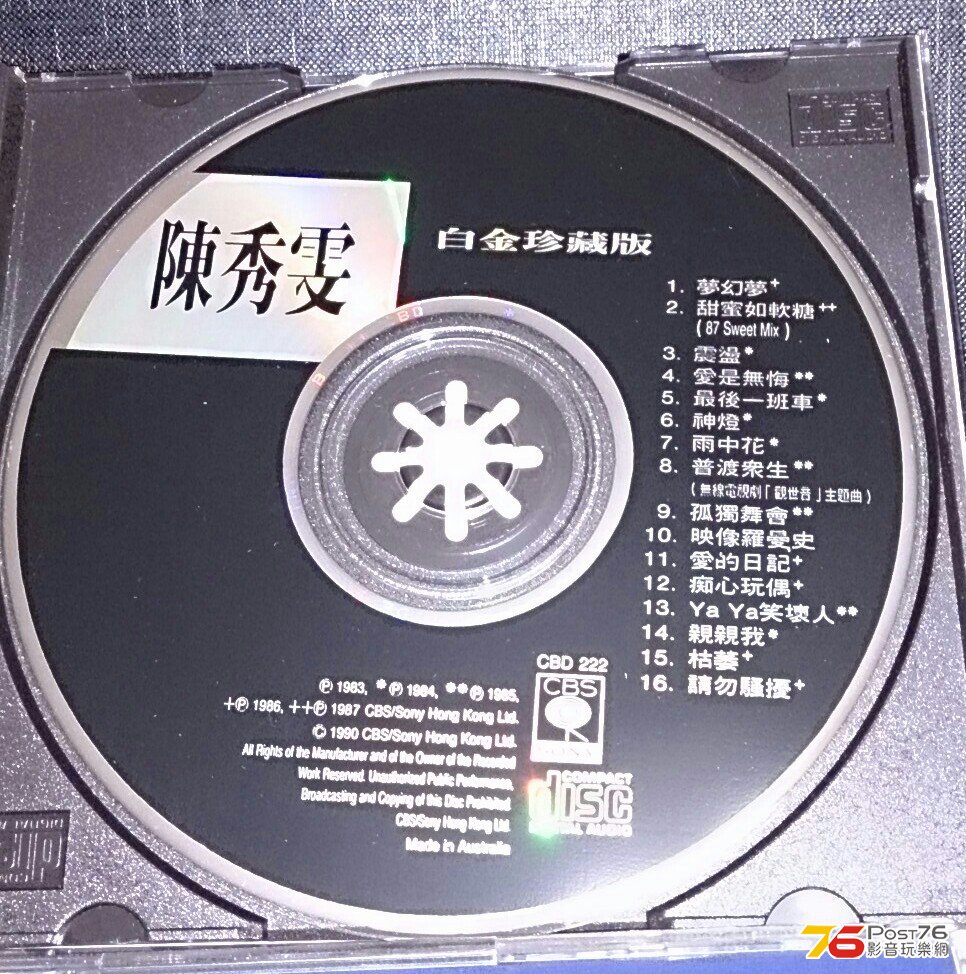 陳秀雯
白金珍藏版
1. 夢幻夢+
2. 甜蜜如軟糖++
( 87 Sweet Mix )
3. 震盪*
4. 愛是無悔**
5. 最後一班車*
6. 神燈*
7. 雨中花*
8. 普渡衆生**
( 無線電視劇「觀世音」主題曲 )
9. 孤獨舞會**
10. 映像羅曼史
11. 愛的日記+
12. 痴心玩偶+
13. Ya Ya笑壞人**
14. 親親我*
15. 枯萎+
16. 請勿騷擾+
CBD 222
CBS
SONY
℗ 1983, *℗ 1984, **℗ 1985,
+℗ 1986, ++℗ 1987 CBS/Sony Hong Kong Ltd.
© 1990 CBS/Sony Hong Kong Ltd.
All Rights of the Manufacturer and of the Owner of the Recorded
Work Reserved. Unauthorized Public Performance,
Broadcasting and Copying of this Disc Prohibited.
CBS/Sony Hong Kong Ltd.
Made in Australia
COMPACT
disc
DIGITAL AUDIO
76 Post76
影音玩樂網